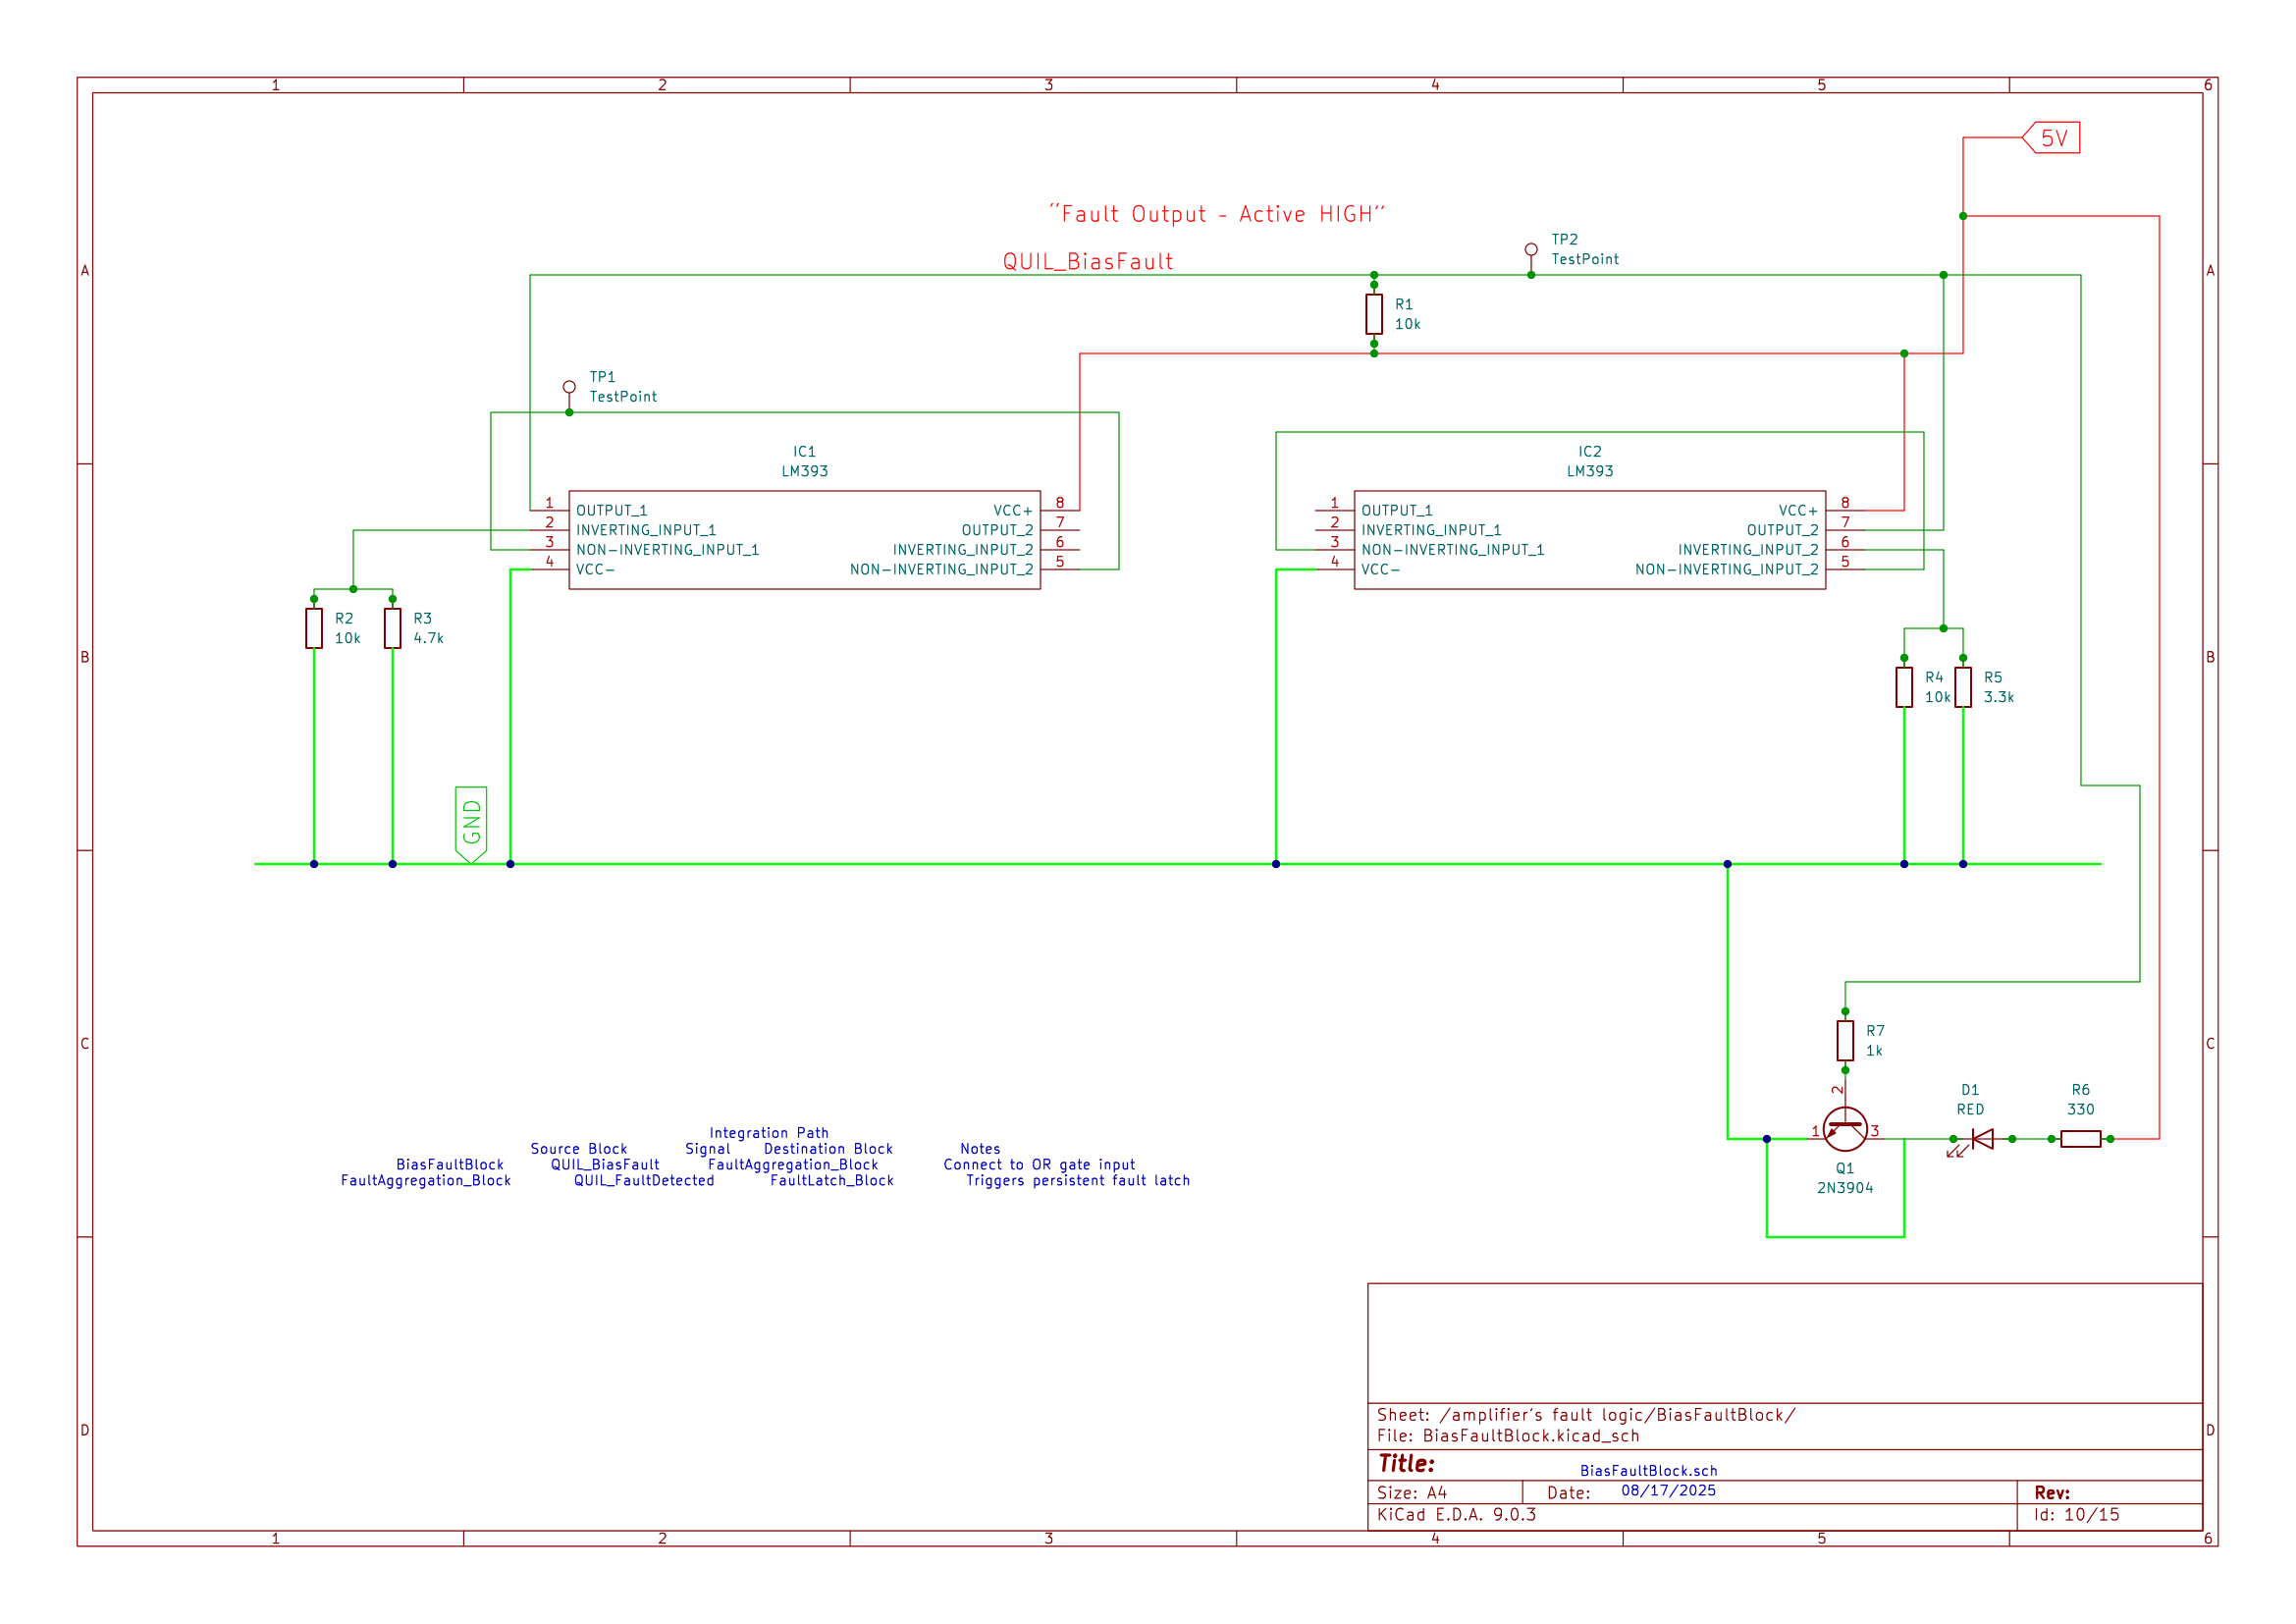 1 2 3 4 5 6
5V
"Fault Output - Active HIGH"
QUIL_BiasFault
TP2
TestPoint
A A
R1
10k
TP1
TestPoint
IC1
LM393
1 OUTPUT_1 VCC+ 8
2 INVERTING_INPUT_1 OUTPUT_2 7
3 NON-INVERTING_INPUT_1 INVERTING_INPUT_2 6
4 VCC- NON-INVERTING_INPUT_2 5
IC2
LM393
1 OUTPUT_1 VCC+ 8
2 INVERTING_INPUT_1 OUTPUT_2 7
3 NON-INVERTING_INPUT_1 INVERTING_INPUT_2 6
4 VCC- NON-INVERTING_INPUT_2 5
R2
10k
R3
4.7k
B B
R4
10k
R5
3.3k
GND
C C
R7
1k
2
1 3
Q1
2N3904
D1
RED
R6
330
Integration Path
Source Block Signal Destination Block Notes
BiasFaultBlock QUIL_BiasFault FaultAggregation_Block Connect to OR gate input
FaultAggregation_Block QUIL_FaultDetected FaultLatch_Block Triggers persistent fault latch
D D
Sheet: /amplifier's fault logic/BiasFaultBlock/
File: BiasFaultBlock.kicad_sch
Title: BiasFaultBlock.sch
Size: A4 Date: 08/17/2025 Rev:
KiCad E.D.A. 9.0.3 Id: 10/15
1 2 3 4 5 6